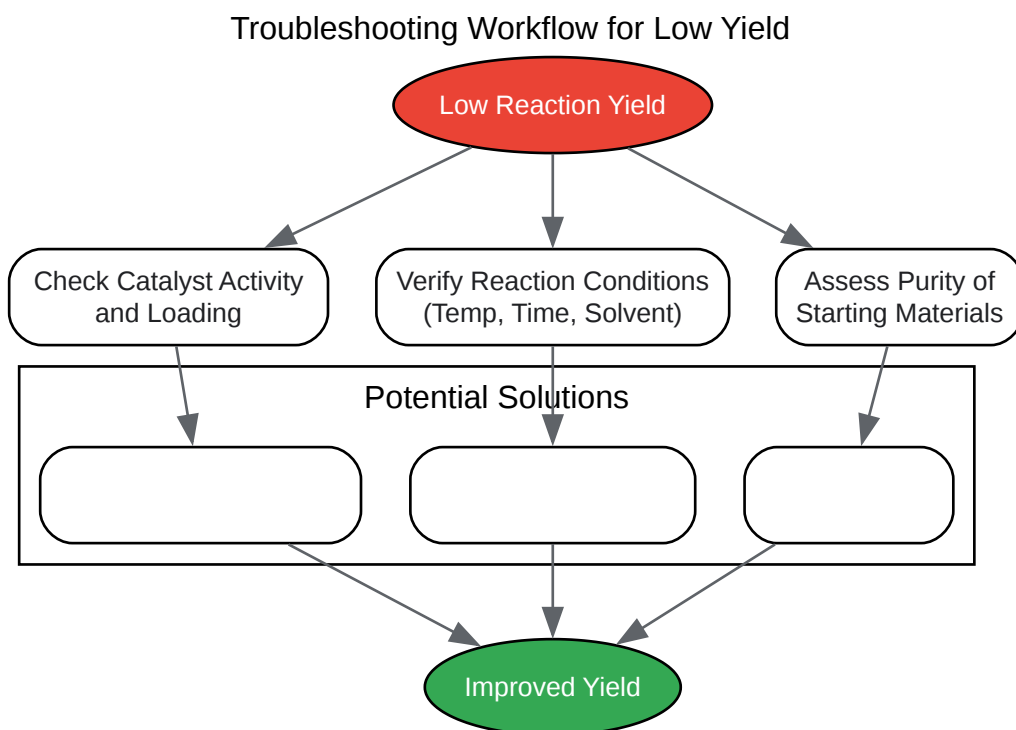 Troubleshooting Workflow for Low Yield
Low Reaction Yield
Check Catalyst Activity
and Loading
Verify Reaction Conditions
(Temp, Time, Solvent)
Assess Purity of
Starting Materials
Potential Solutions
Improved Yield